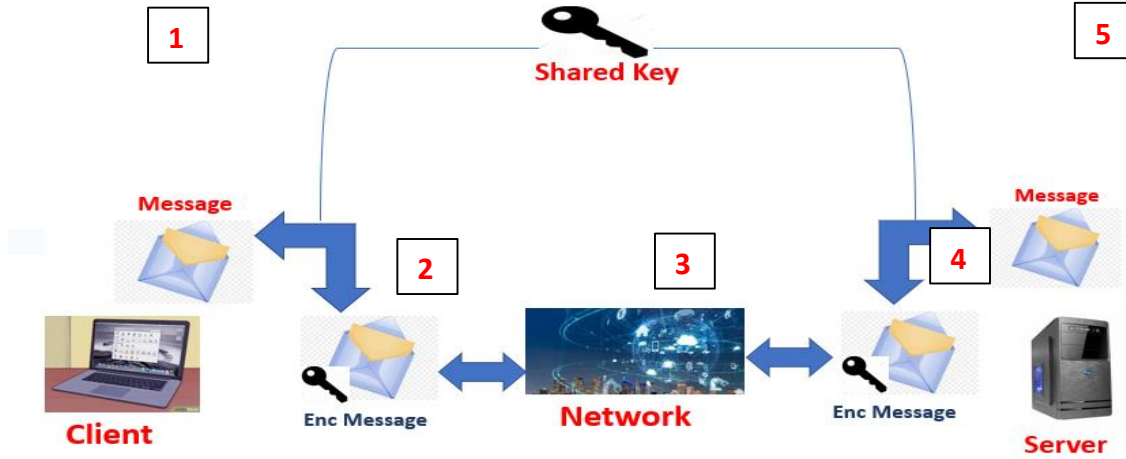 1
5
Shared Key
Message
Message
2
3
4
Enc Message
Network
Enc Message
Client
Server